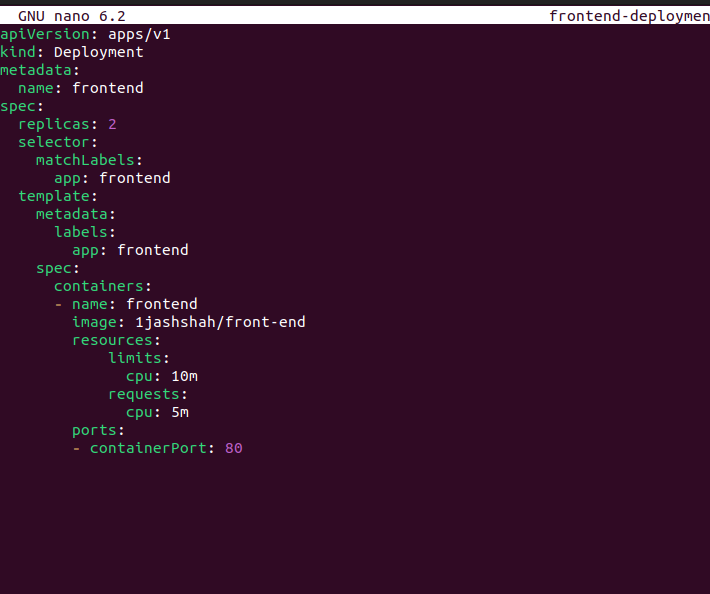 GNU nano 6.2 frontend-deploymen
apiVersion: apps/v1
kind: Deployment
metadata:
  name: frontend
spec:
  replicas: 2
  selector:
    matchLabels:
      app: frontend
  template:
    metadata:
      labels:
        app: frontend
    spec:
      containers:
      - name: frontend
        image: 1jashshah/front-end
        resources:
            limits:
              cpu: 10m
            requests:
              cpu: 5m
        ports:
        - containerPort: 80